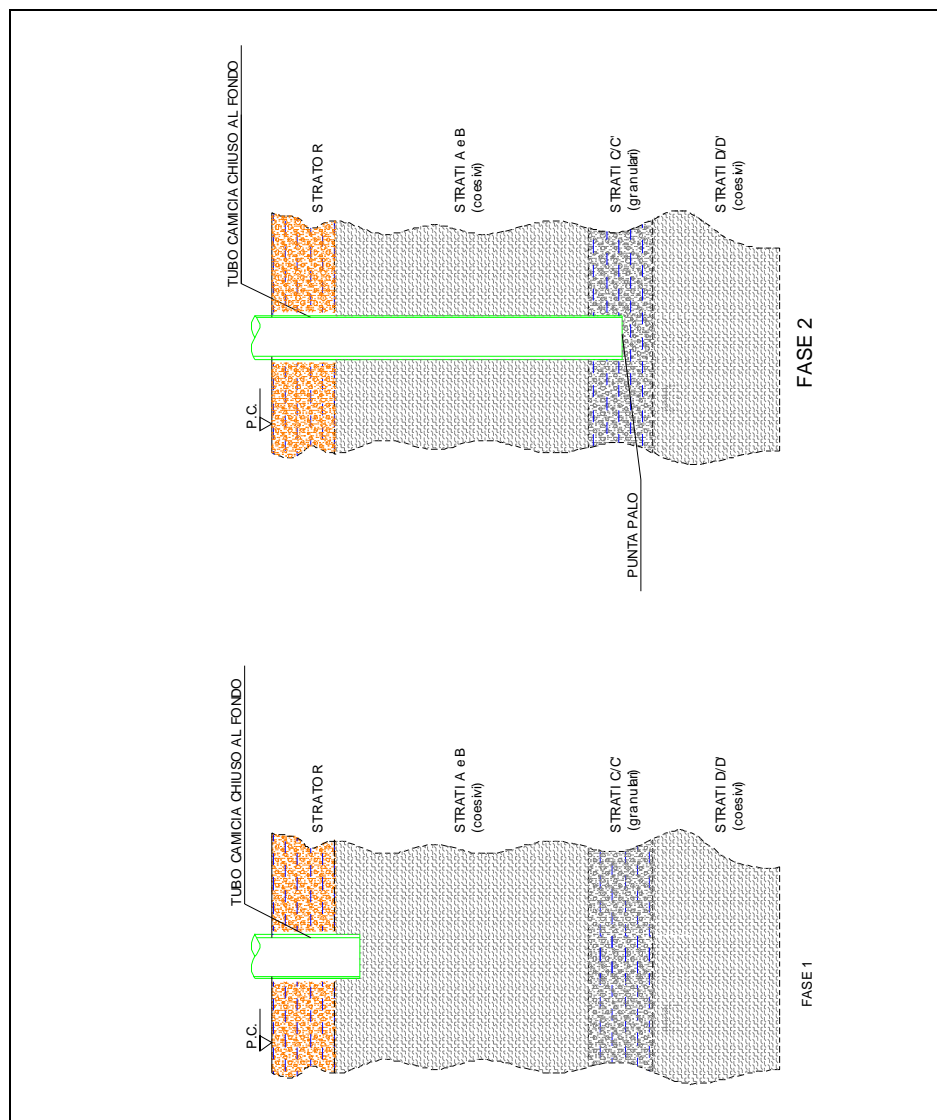 TUBO CAMICIA CHIUSO AL FONDO
P.C.
STRATO R
STRATI A e B
(coesivi)
STRATI C/C'
(granulari)
STRATI D/D'
(coesivi)
FASE 1
TUBO CAMICIA CHIUSO AL FONDO
P.C.
STRATO R
STRATI A e B
(coesivi)
STRATI C/C'
(granulari)
STRATI D/D'
(coesivi)
PUNTA PALO
FASE 2